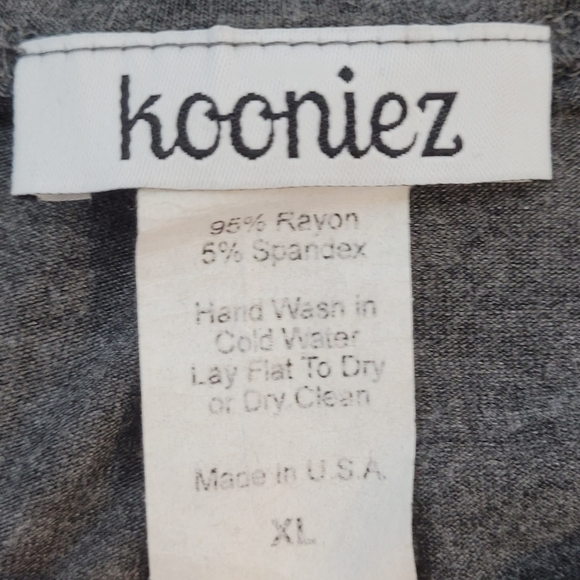 kooniez
95% Rayon
5% Spandex
Hand Wash in
Cold Water
Lay Flat To Dry
or Dry Clean
Made in U.S.A.
XL